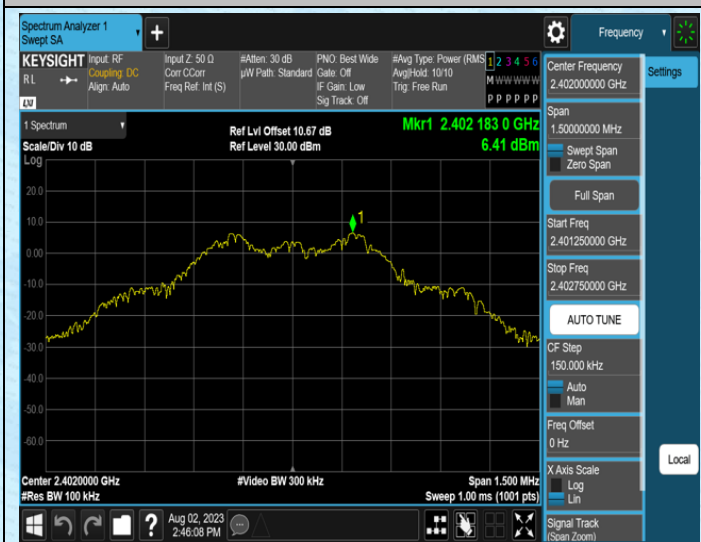 Spectrum Analyzer 1
Swept SA
+
Frequency
KEYSIGHT
RL
LXI
Input: RF
Coupling: DC
Align: Auto
Input Z: 50 Ω
Corr CCorr
Freq Ref: Int (S)
#Atten: 30 dB
µW Path: Standard
PNO: Best Wide
Gate: Off
IF Gain: Low
Sig Track: Off
#Avg Type: Power (RMS
Avg|Hold: 10/10
Trig: Free Run
1 2 3 4 5 6
M W W W W W
P P P P P P
1 Spectrum
Scale/Div 10 dB
Log
Ref Lvl Offset 10.67 dB
Ref Level 30.00 dBm
Mkr1 2.402 183 0 GHz
6.41 dBm
1
20.0
10.0
0.00
-10.0
-20.0
-30.0
-40.0
-50.0
-60.0
Center 2.4020000 GHz
#Res BW 100 kHz
#Video BW 300 kHz
Span 1.500 MHz
Sweep 1.00 ms (1001 pts)
Center Frequency
2.402000000 GHz
Span
1.50000000 MHz
Swept Span
Zero Span
Full Span
Start Freq
2.401250000 GHz
Stop Freq
2.402750000 GHz
AUTO TUNE
CF Step
150.000 kHz
Auto
Man
Freq Offset
0 Hz
X Axis Scale
Log
Lin
Signal Track
(Span Zoom)
Settings
Local
?
Aug 02, 2023
2:46:08 PM